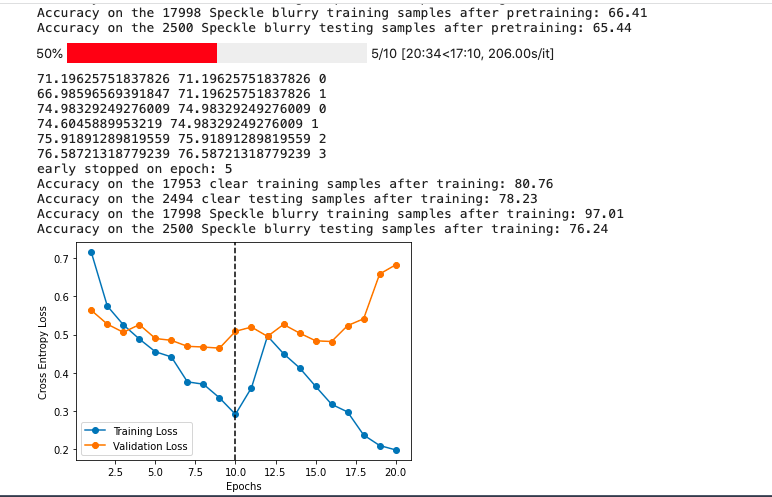 Accuracy on the 17998 Speckle blurry training samples after pretraining: 66.41
Accuracy on the 2500 Speckle blurry testing samples after pretraining: 65.44
50% 5/10 [20:34<17:10, 206.00s/it]
71.19625751837826 71.19625751837826 0
66.98596569391847 71.19625751837826 1
74.98329249276009 74.98329249276009 0
74.6045889953219 74.98329249276009 1
75.91891289819559 75.91891289819559 2
76.58721318779239 76.58721318779239 3
early stopped on epoch: 5
Accuracy on the 17953 clear training samples after training: 80.76
Accuracy on the 2494 clear testing samples after training: 78.23
Accuracy on the 17998 Speckle blurry training samples after training: 97.01
Accuracy on the 2500 Speckle blurry testing samples after training: 76.24
0.7
0.6
0.5
0.4
0.3
0.2
Cross Entropy Loss
Training Loss
Validation Loss
2.5 5.0 7.5 10.0 12.5 15.0 17.5 20.0
Epochs